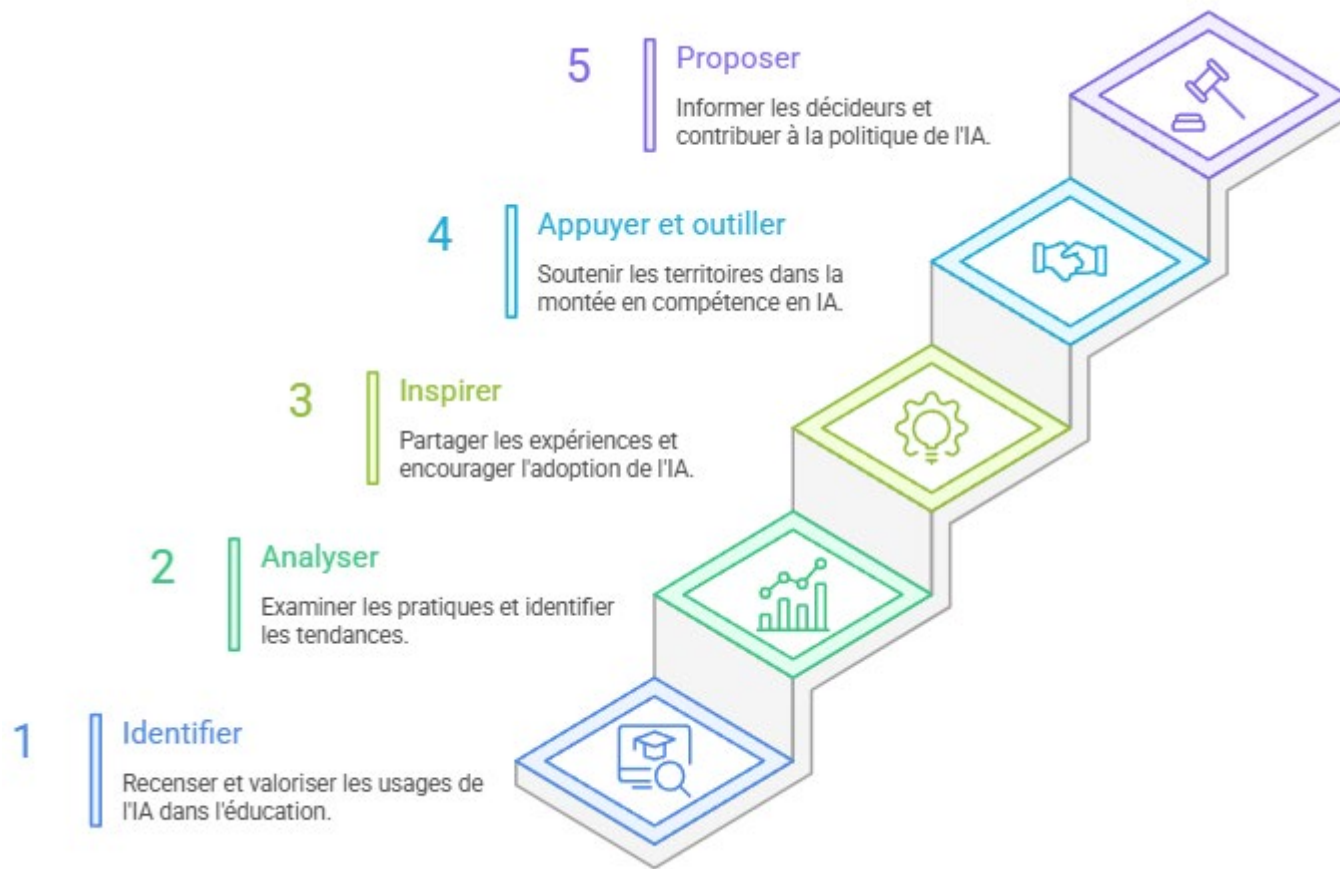 5
Proposer
Informer les décideurs et
contribuer à la politique de l'IA.
4
Appuyer et outiller
Soutenir les territoires dans la
montée en compétence en IA.
3
Inspirer
Partager les expériences et
encourager l'adoption de l'IA.
2
Analyser
Examiner les pratiques et identifier
les tendances.
1
Identifier
Recenser et valoriser les usages de
l'IA dans l'éducation.